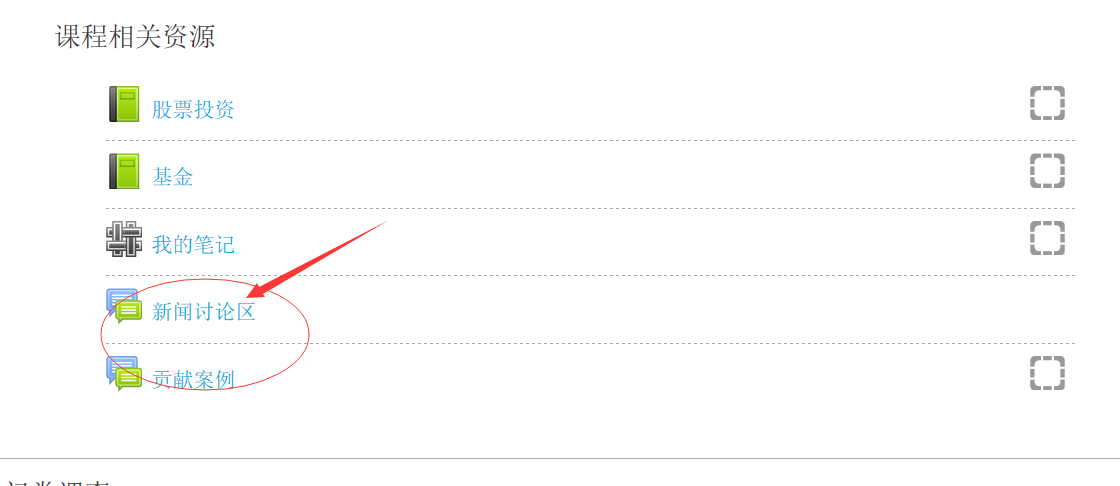 课程相关资源
股票投资
基金
我的笔记
新闻讨论区
贡献案例